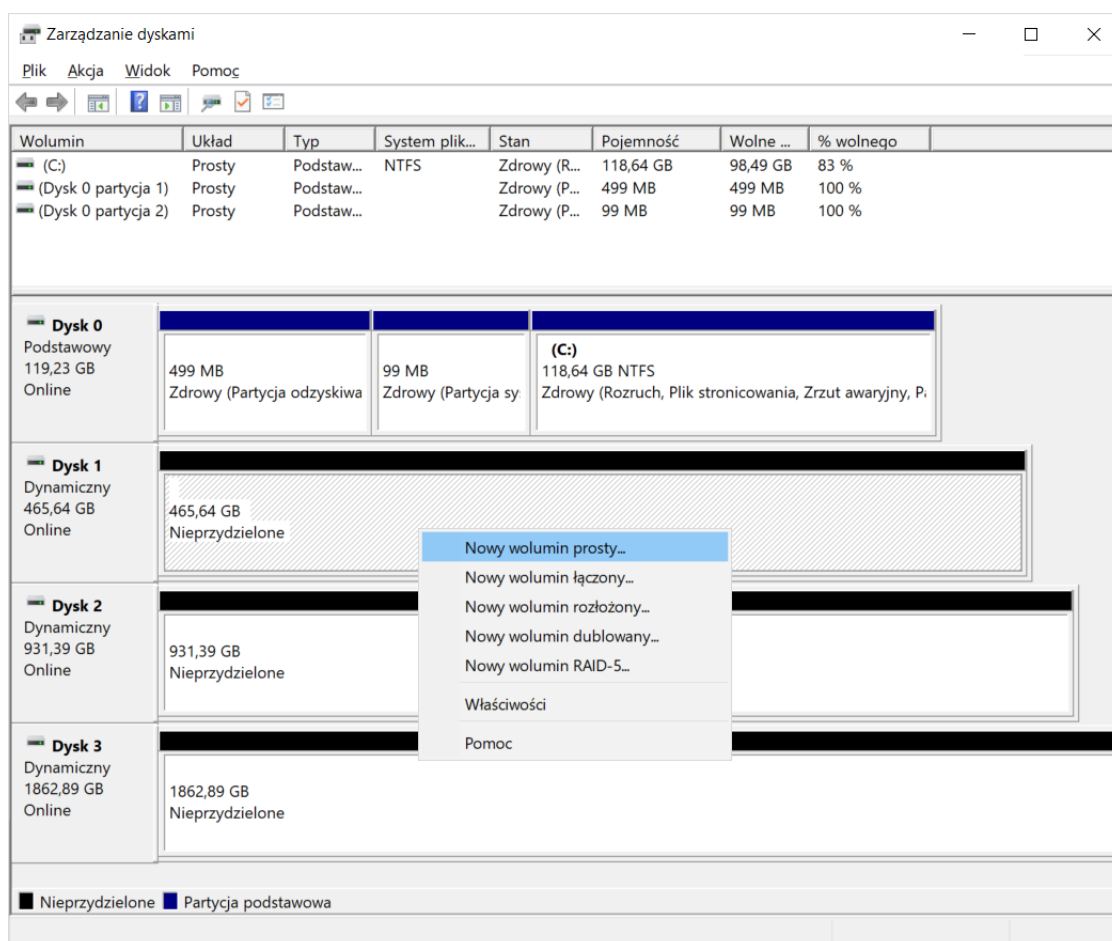 Zarządzanie dyskami
Plik Akcja Widok Pomoc
Wolumin Układ Typ System plik... Stan Pojemność Wolne ... % wolnego
(C:) Prosty Podstaw... NTFS Zdrowy (R... 118,64 GB 98,49 GB 83 %
(Dysk 0 partycja 1) Prosty Podstaw... Zdrowy (P... 499 MB 499 MB 100 %
(Dysk 0 partycja 2) Prosty Podstaw... Zdrowy (P... 99 MB 99 MB 100 %
Dysk 0
Podstawowy
119,23 GB
Online
499 MB
Zdrowy (Partycja odzyskiwa
99 MB
Zdrowy (Partycja sy
(C:)
118,64 GB NTFS
Zdrowy (Rozruch, Plik stronicowania, Zrzut awaryjny, P
Dysk 1
Dynamiczny
465,64 GB
Online
465,64 GB
Nieprzydzielone
Nowy wolumin prosty...
Nowy wolumin łączony...
Nowy wolumin rozłożony...
Nowy wolumin dublowany...
Nowy wolumin RAID-5...
Właściwości
Pomoc
Dysk 2
Dynamiczny
931,39 GB
Online
931,39 GB
Nieprzydzielone
Dysk 3
Dynamiczny
1862,89 GB
Online
1862,89 GB
Nieprzydzielone
Nieprzydzielone Partycja podstawowa